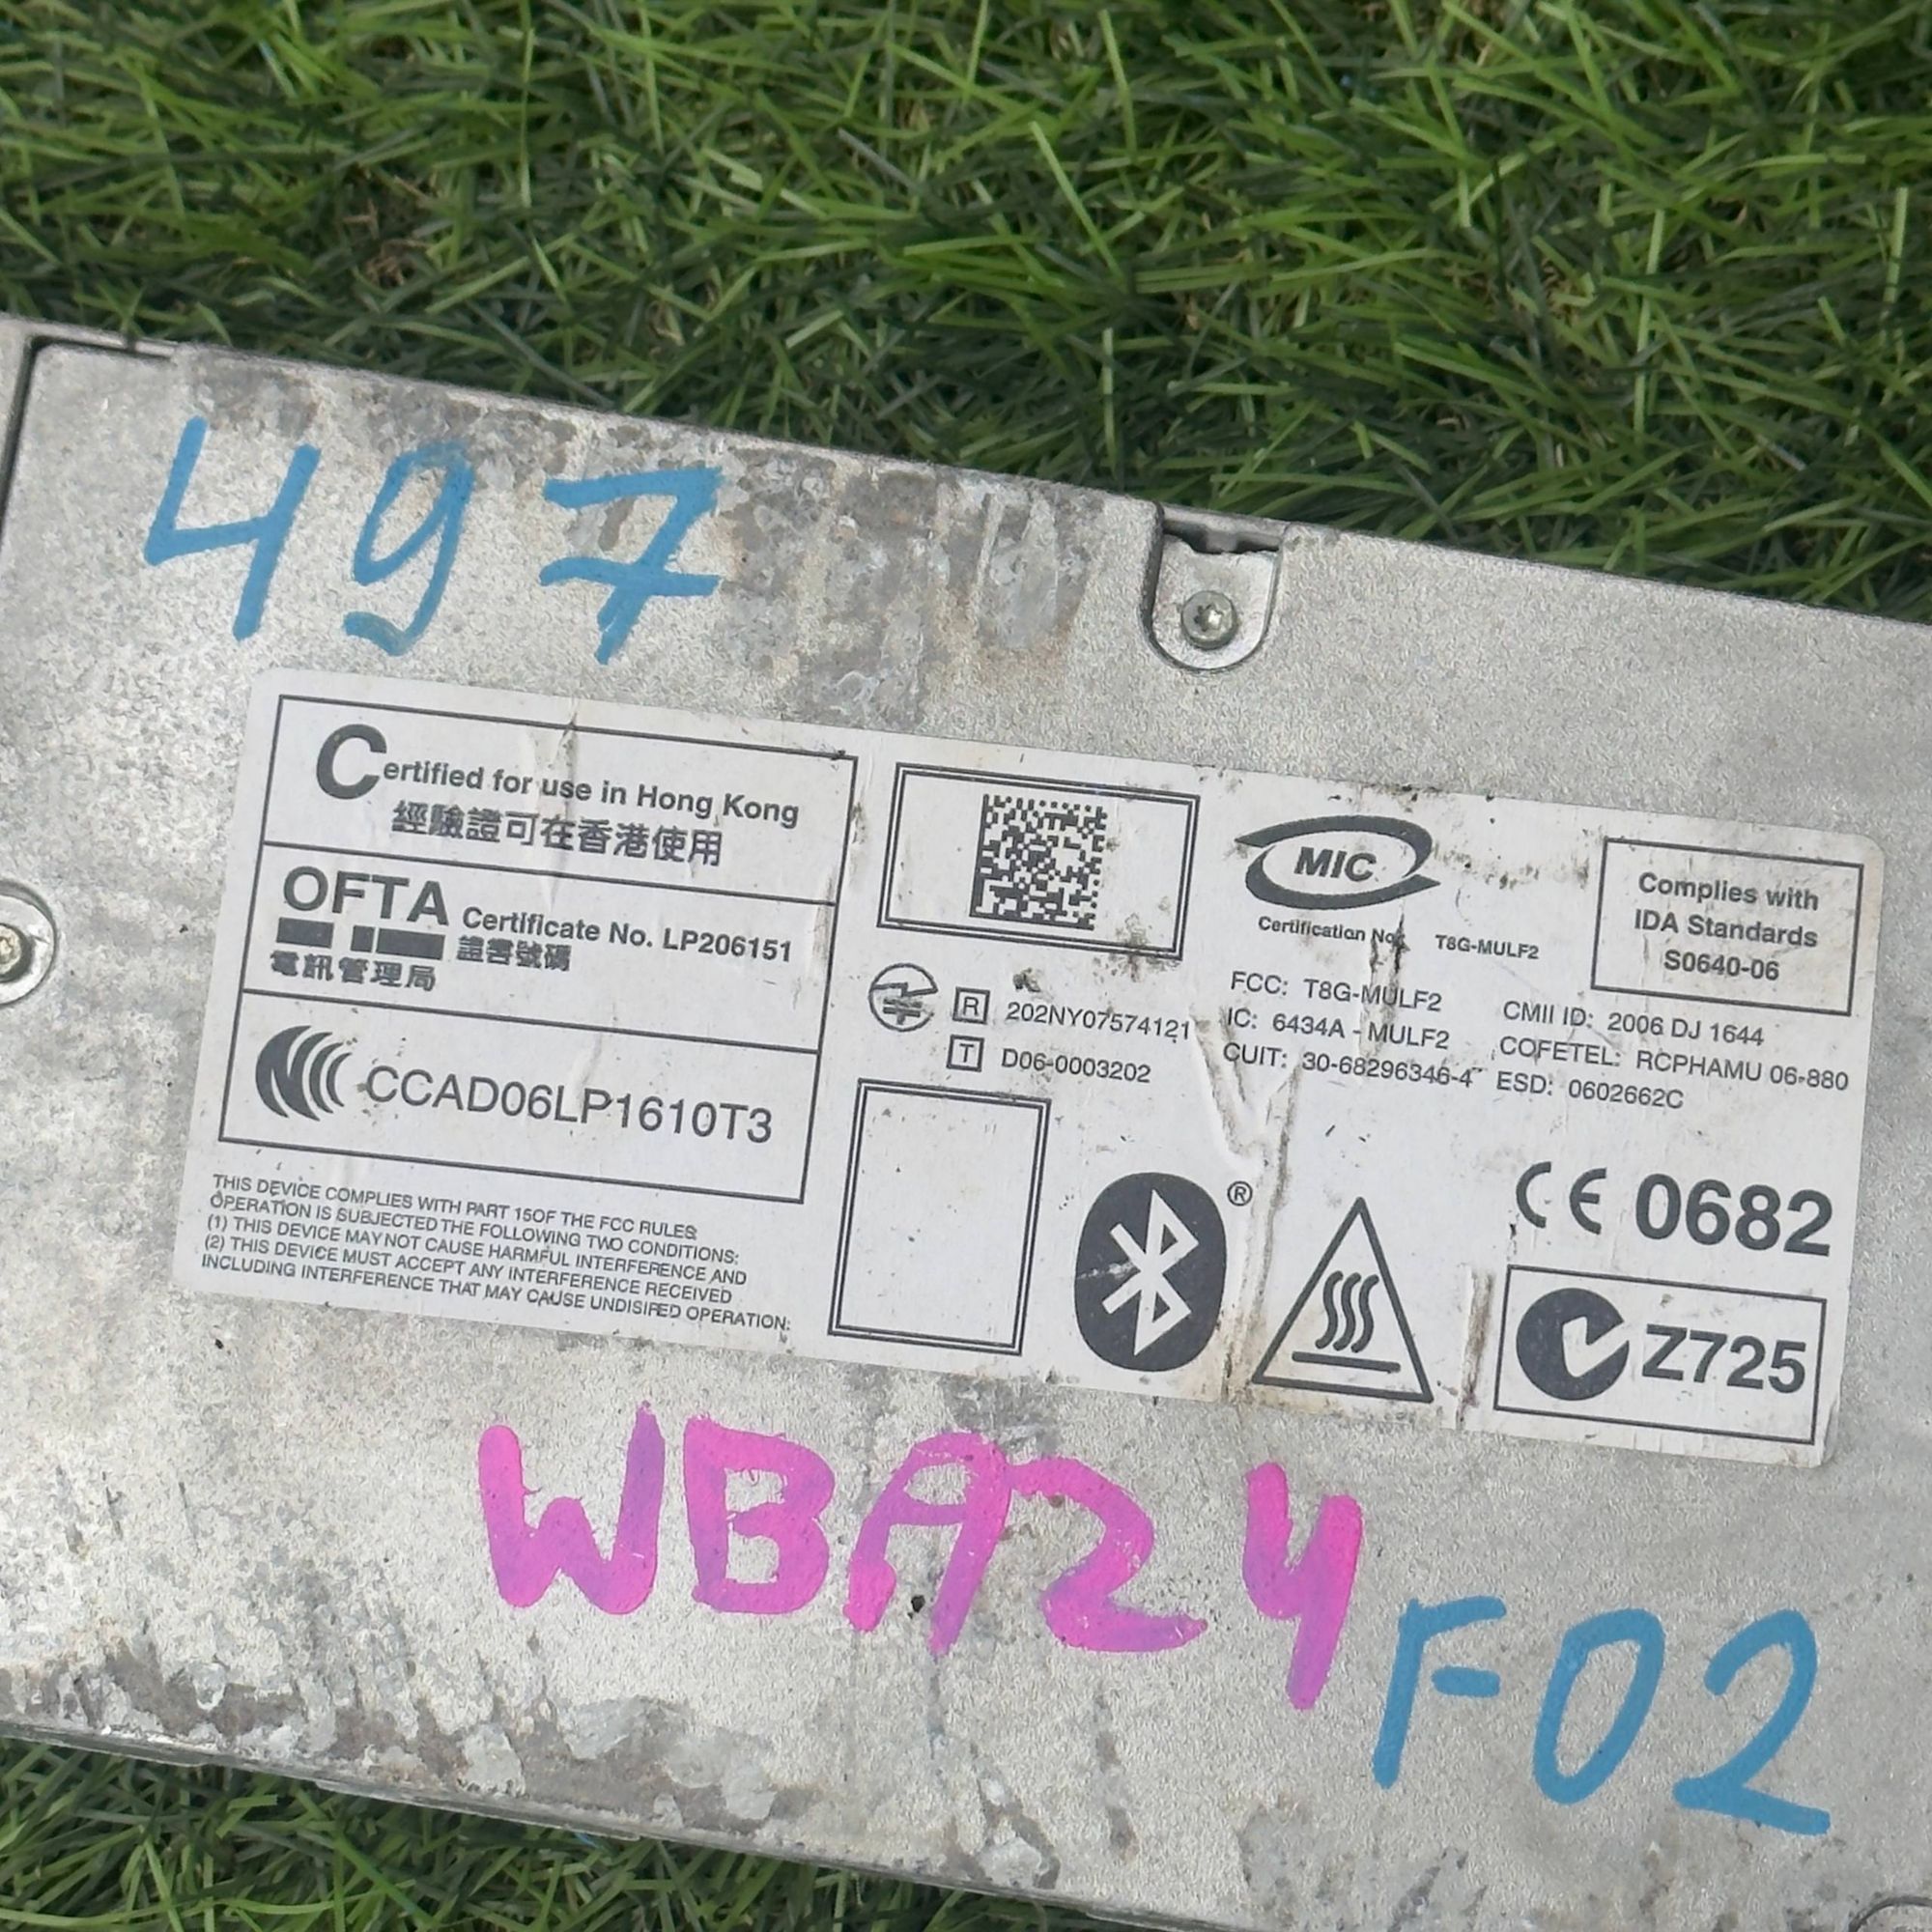 497
Certified for use in Hong Kong
經驗證可在香港使用
OFTA Certificate No. LP206151
證書號碼
電訊管理局
CCAD06LP1610T3
THIS DEVICE COMPLIES WITH PART 15OF THE FCC RULES
OPERATION IS SUBJECTED THE FOLLOWING TWO CONDITIONS:
(1) THIS DEVICE MAY NOT CAUSE HARMFUL INTERFERENCE AND
(2) THIS DEVICE MUST ACCEPT ANY INTERFERENCE RECEIVED
INCLUDING INTERFERENCE THAT MAY CAUSE UNDISIRED OPERATION:
R 202NY07574121
T D06-0003202
MIC
Certification No. T8G-MULF2
FCC: T8G-MULF2
IC: 6434A - MULF2
CUIT: 30-68296346-4
Complies with
IDA Standards
S0640-06
CMII ID: 2006 DJ 1644
COFETEL: RCPHAMU 06-880
ESD: 0602662C
®
CE 0682
Z725
WBA24
F02